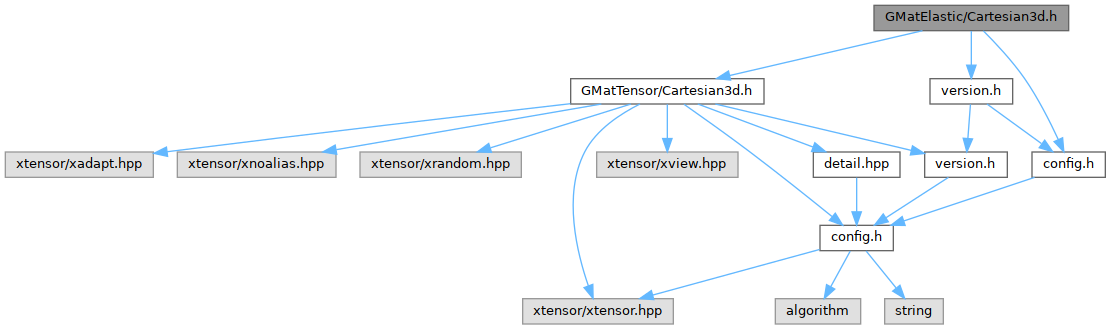 GMatElastic/Cartesian3d.h
GMatTensor/Cartesian3d.h
version.h
xtensor/xadapt.hpp
xtensor/xnoalias.hpp
xtensor/xrandom.hpp
xtensor/xview.hpp
detail.hpp
version.h
config.h
config.h
xtensor/xtensor.hpp
algorithm
string